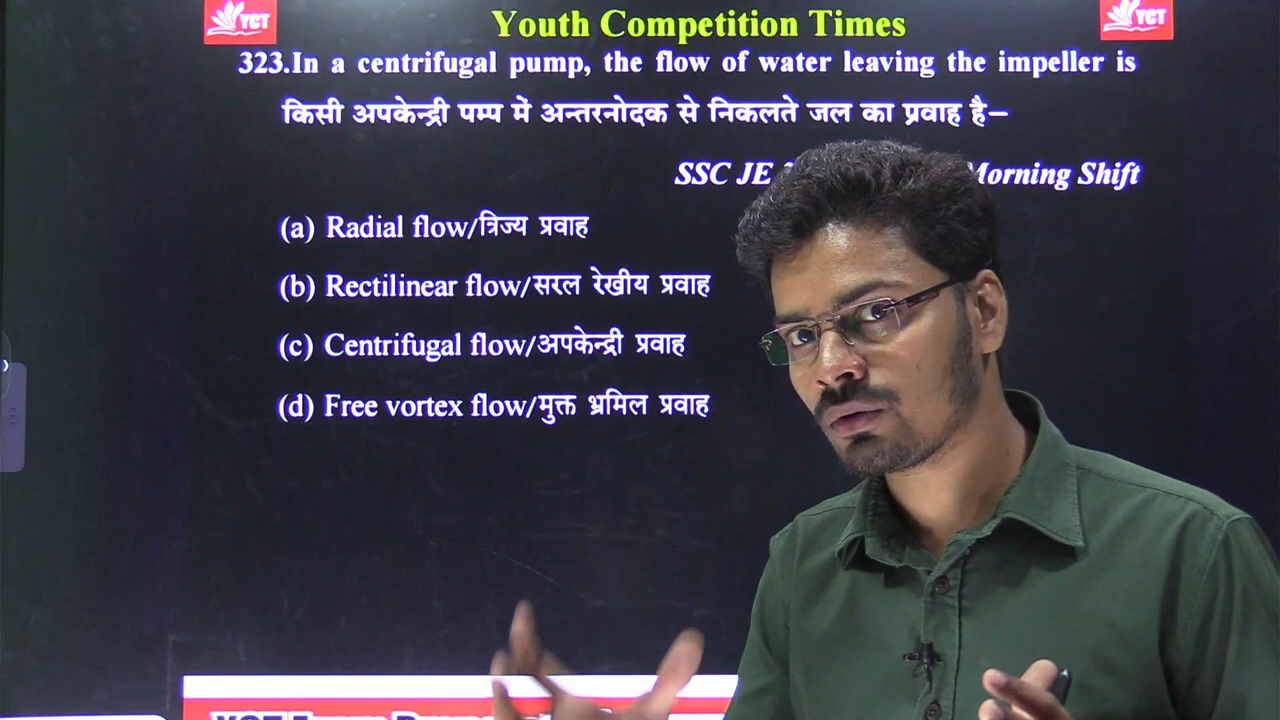 YCT
Youth Competition Times
YCT
323.In a centrifugal pump, the flow of water leaving the impeller is
किसी अपकेन्द्री पम्प में अन्तरनोदक से निकलते जल का प्रवाह है–
SSC JE Morning Shift
(a) Radial flow/त्रिज्य प्रवाह
(b) Rectilinear flow/सरल रेखीय प्रवाह
(c) Centrifugal flow/अपकेन्द्री प्रवाह
(d) Free vortex flow/मुक्त भ्रमिल प्रवाह